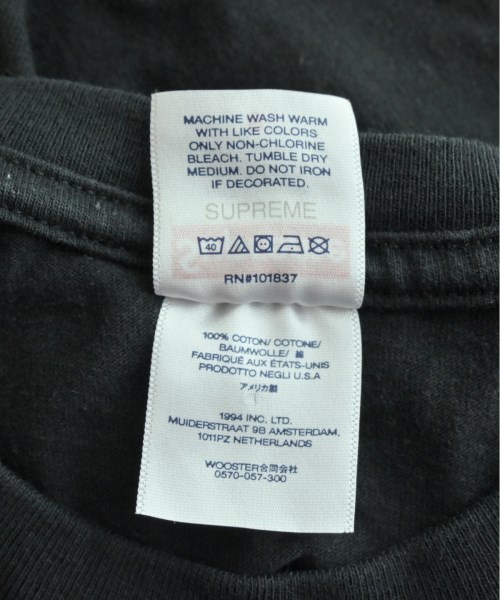 MACHINE WASH WARM
WITH LIKE COLORS
ONLY NON-CHLORINE
BLEACH. TUMBLE DRY
MEDIUM. DO NOT IRON
IF DECORATED.
SUPREME
40
RN#101837
100% COTON/ COTONE/
BAUMWOLLE/ 綿
FABRIQUÉ AUX ÉTATS-UNIS
PRODOTTO NEGLI U.S.A
アメリカ製
1994 INC. LTD.
MUIDERSTRAAT 9B AMSTERDAM,
1011PZ NETHERLANDS
WOOSTER合同会社
0570-057-300